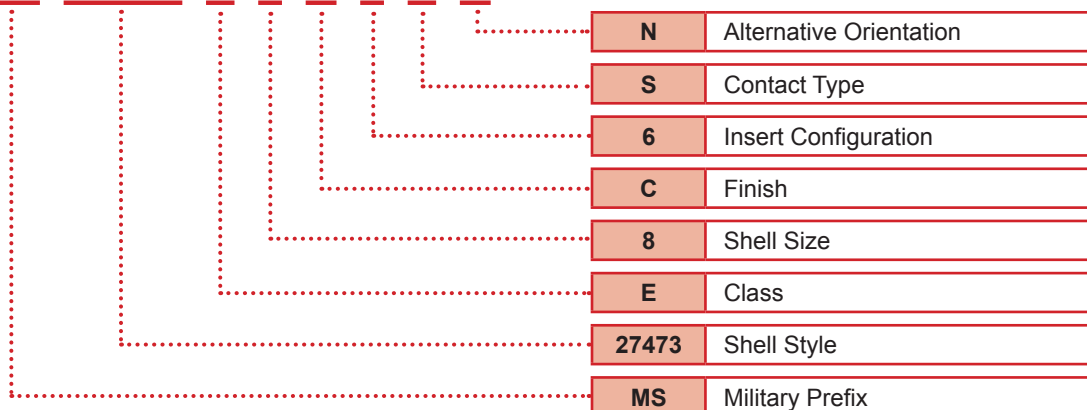 N Alternative Orientation
S Contact Type
6 Insert Configuration
C Finish
8 Shell Size
E Class
27473 Shell Style
MS Military Prefix